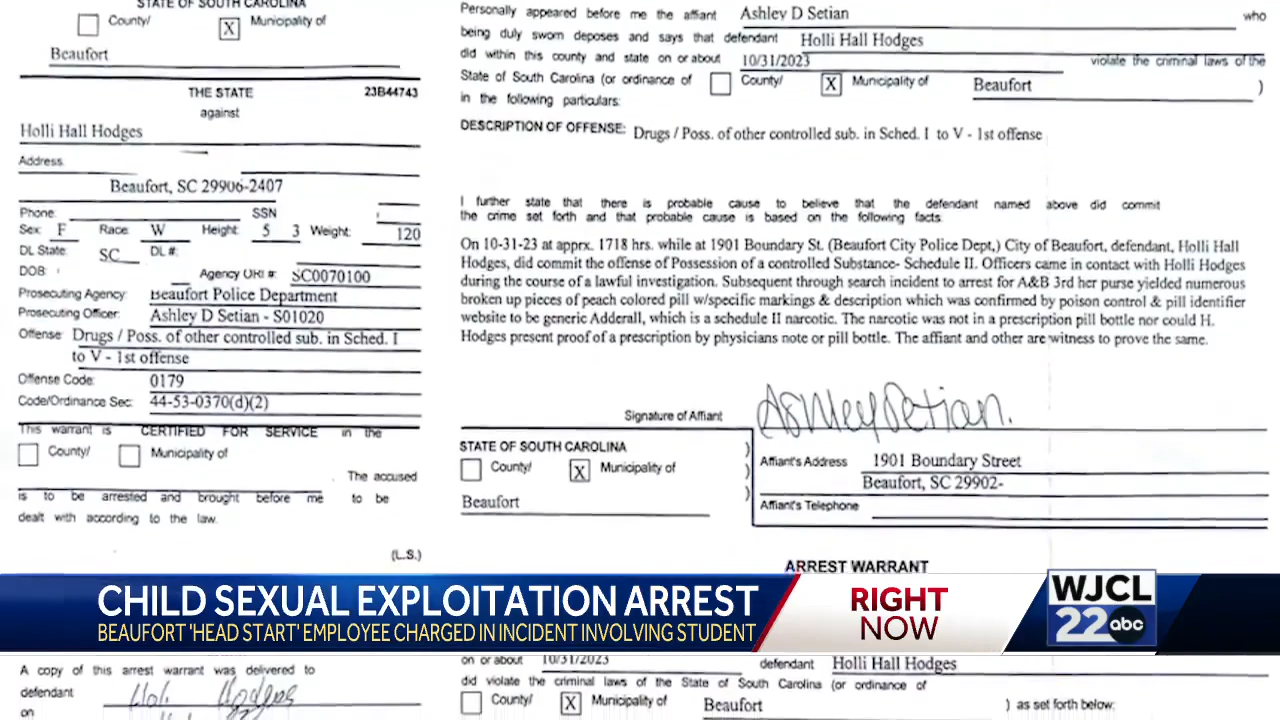 STATE OF SOUTH CAROLINA
County/ X Municipality of
Beaufort
THE STATE 23B44743
against
Holli Hall Hodges
Address:
Beaufort, SC 29906-2407
Phone: SSN
Sex: F Race: W Height: 5 3 Weight: 120
DL State: SC DL #:
DOB: Agency ORI #: SC0070100
Prosecuting Agency: Beaufort Police Department
Prosecuting Officer: Ashley D Setian - S01020
Offense: Drugs / Poss. of other controlled sub. in Sched. I
to V - 1st offense
Offense Code: 0179
Code/Ordinance Sec: 44-53-0370(d)(2)
This warrant is CERTIFIED FOR SERVICE in the
County/ Municipality of
The accused
is to be arrested and brought before me to be
dealt with according to the law.
(L.S.)
Personally appeared before me the affiant Ashley D Setian who
being duly sworn deposes and says that defendant Holli Hall Hodges
did within this county and state on or about 10/31/2023 violate the criminal laws of the
State of South Carolina (or ordinance of County/ X Municipality of Beaufort )
in the following particulars:
DESCRIPTION OF OFFENSE: Drugs / Poss. of other controlled sub. in Sched. I to V - 1st offense
I further state that there is probable cause to believe that the defendant named above did commit
the crime set forth and that probable cause is based on the following facts
On 10-31-23 at apprx. 1718 hrs. while at 1901 Boundary St. (Beaufort City Police Dept,) City of Beaufort, defendant, Holli Hall
Hodges, did commit the offense of Possession of a controlled Substance- Schedule II. Officers came in contact with Holli Hodges
during the course of a lawful investigation. Subsequent through search incident to arrest for A&B 3rd her purse yielded numerous
broken up pieces of peach colored pill w/specific markings & description which was confirmed by poison control & pill identifier
website to be generic Adderall, which is a schedule II narcotic. The narcotic was not in a prescription pill bottle nor could H.
Hodges present proof of a prescription by physicians note or pill bottle. The affiant and other are witness to prove the same.
Signature of Affiant Ashley Setian.
STATE OF SOUTH CAROLINA )
County/ X Municipality of )
Beaufort )
Affiant's Address 1901 Boundary Street
Beaufort, SC 29902-
Affiant's Telephone
ARREST WARRANT
CHILD SEXUAL EXPLOITATION ARREST
BEAUFORT 'HEAD START' EMPLOYEE CHARGED IN INCIDENT INVOLVING STUDENT
RIGHT
NOW
WJCL
22 abc
A copy of this arrest warrant was delivered to
defendant Holli Hodges
on
on or about 10/31/2023 defendant Holli Hall Hodges
did violate the criminal laws of the State of South Carolina (or ordinance of
County/ X Municipality of Beaufort ) as set forth below: